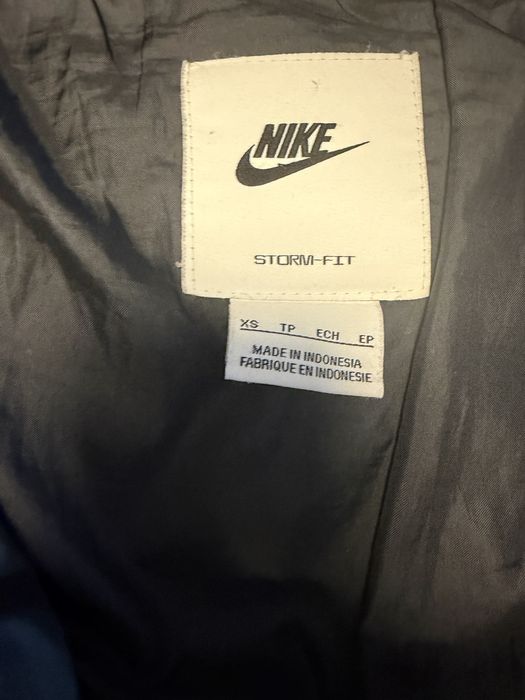 NIKE
STORM-FIT
XS TP ECH EP
MADE IN INDONESIA
FABRIQUE EN INDONESIE